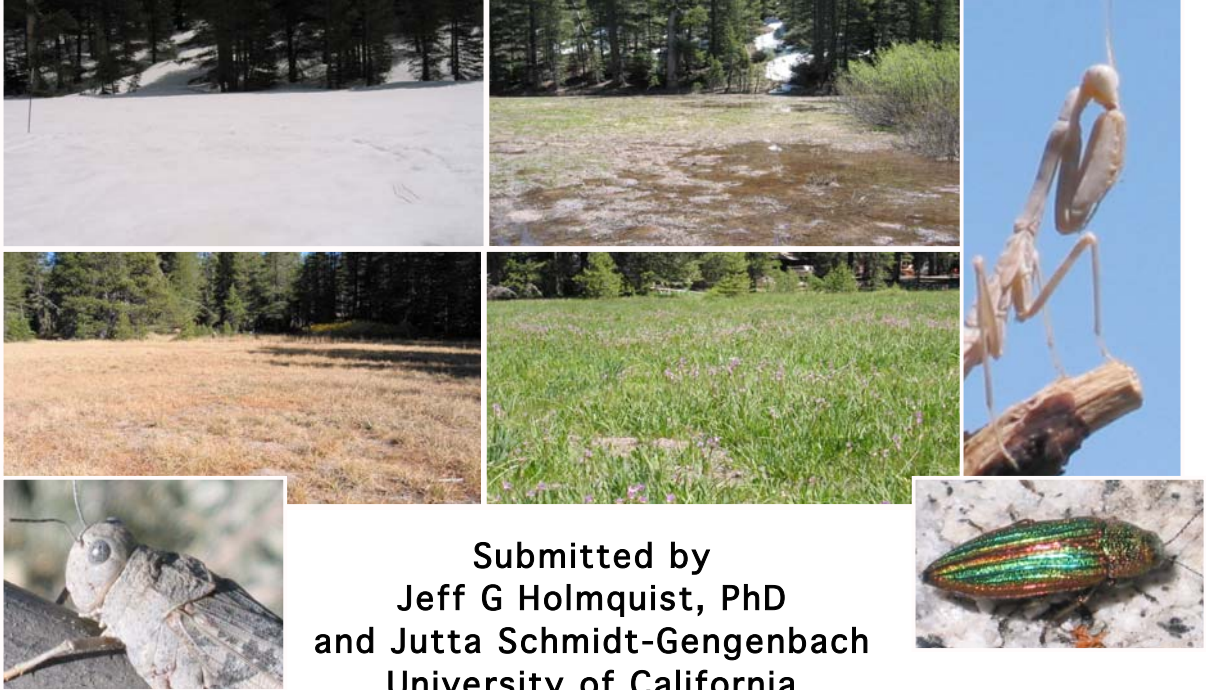 Submitted by
Jeff G Holmquist, PhD
and Jutta Schmidt-Gengenbach
University of California